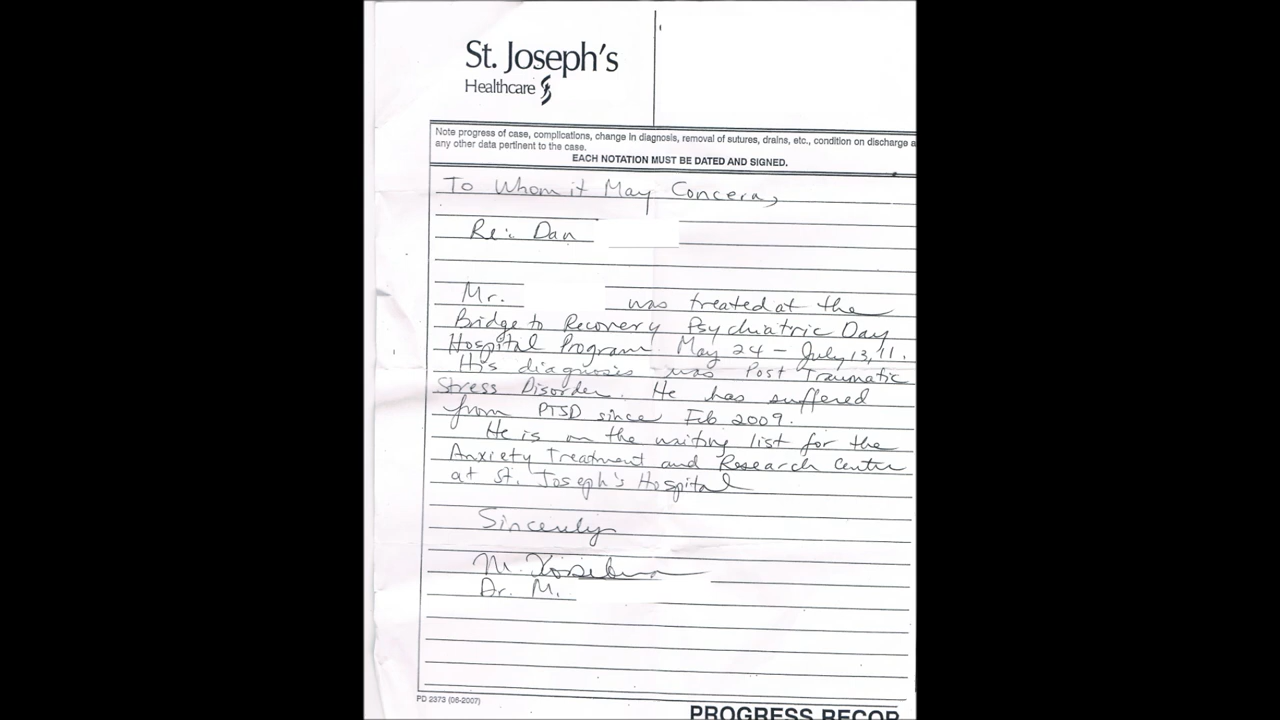 St. Joseph's
Healthcare
Note progress of case, complications, change in diagnosis, removal of sutures, drains, etc., condition on discharge a
any other data pertinent to the case.
EACH NOTATION MUST BE DATED AND SIGNED.
To Whom it May Concern,
Re: Dan
Mr. was treated at the
Bridge to Recovery Psychiatric Day
Hospital Program May 24 - July 13, 11.
His diagnosis was Post Traumatic
Stress Disorder. He has suffered
from PTSD since Feb 2009.
He is on the waiting list for the
Anxiety Treatment and Research Centre
at St. Joseph's Hospital
Sincerely
M.
Dr. M.
PD 2373 (06-2007)
PROGRESS RECOR